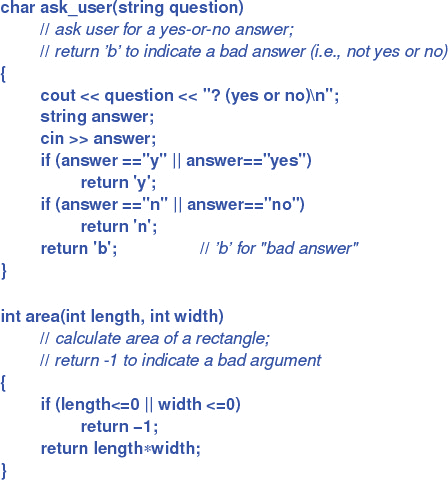 char ask_user(string question)
// ask user for a yes-or-no answer;
// return ’b’ to indicate a bad answer (i.e., not yes or no)
{
cout << question << "? (yes or no)\n";
string answer;
cin >> answer;
if (answer =="y" || answer=="yes")
return 'y';
if (answer =="n" || answer=="no")
return 'n';
return 'b'; // ’b’ for "bad answer"
}
int area(int length, int width)
// calculate area of a rectangle;
// return -1 to indicate a bad argument
{
if (length<=0 || width <=0)
return –1;
return length*width;
}